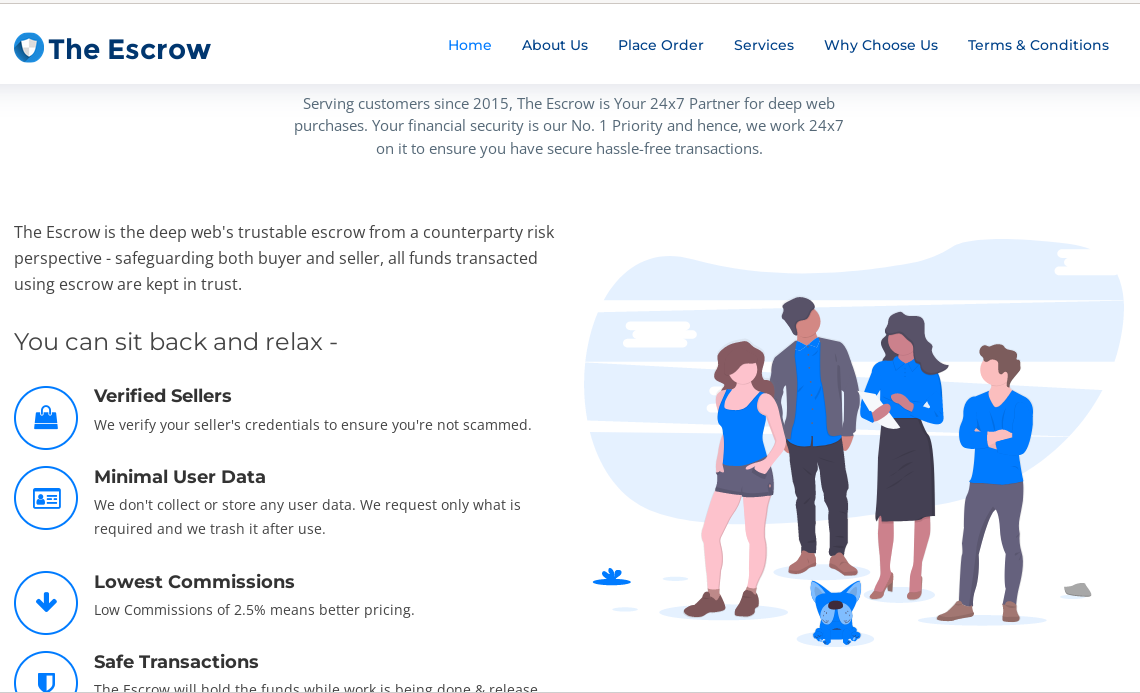 The Escrow
Home About Us Place Order Services Why Choose Us Terms & Conditions
Serving customers since 2015, The Escrow is Your 24x7 Partner for deep web
purchases. Your financial security is our No. 1 Priority and hence, we work 24x7
on it to ensure you have secure hassle-free transactions.
The Escrow is the deep web's trustable escrow from a counterparty risk
perspective - safeguarding both buyer and seller, all funds transacted
using escrow are kept in trust.
You can sit back and relax -
Verified Sellers
We verify your seller's credentials to ensure you're not scammed.
Minimal User Data
We don't collect or store any user data. We request only what is
required and we trash it after use.
Lowest Commissions
Low Commissions of 2.5% means better pricing.
Safe Transactions
The Escrow will hold the funds while work is being done & release